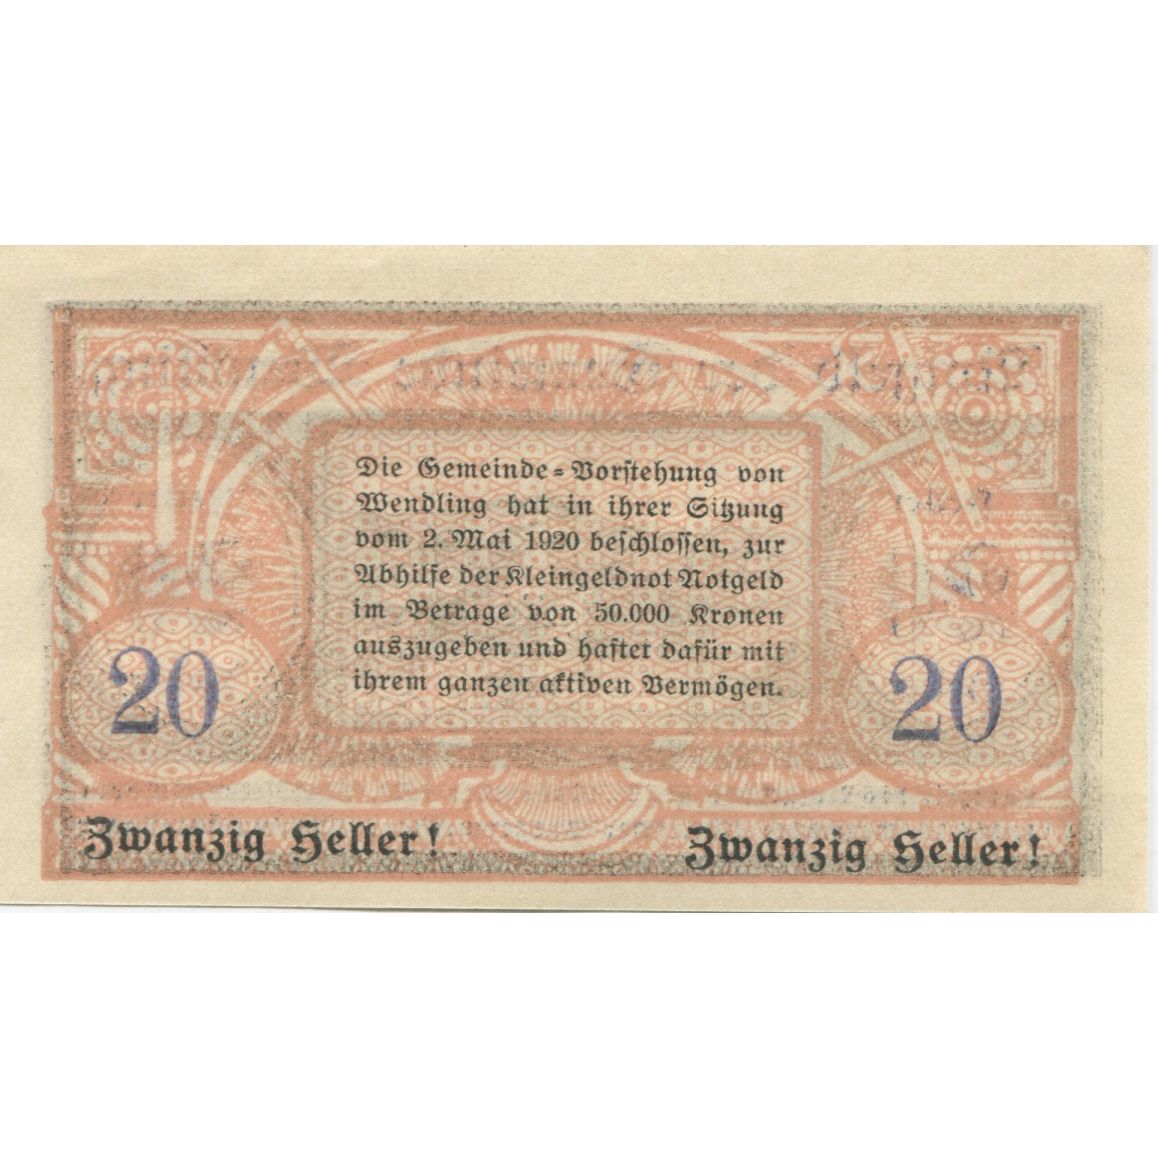 Die Gemeinde-Vorstehung von
Wendling hat in ihrer Sitzung
vom 2. Mai 1920 beschlossen, zur
Abhilfe der Kleingeldnot Notgeld
im Betrage von 50.000 Kronen
auszugeben und haftet dafür mit
ihrem ganzen aktiven Vermögen.
20
20
Zwanzig Heller!
Zwanzig Heller!